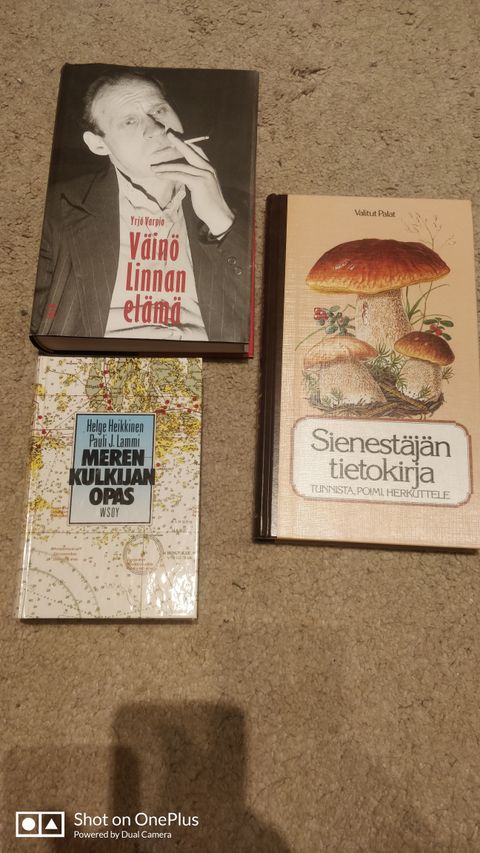 Yrjö Varpio
Väinö
Linnan
elämä
Valitut Palat
Sienestäjän
tietokirja
TUNNISTA, POIMI, HERKUTTELE
Helge Heikkinen
Pauli J. Lammi
MEREN
KULKIJAN
OPAS
WSOY
Shot on OnePlus
Powered by Dual Camera